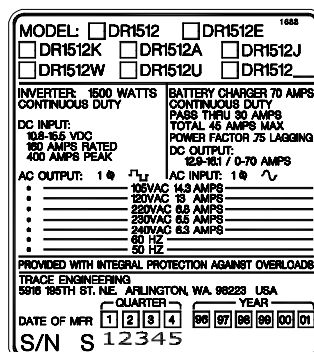 1688
MODEL: DR1512 DR1512E
DR1512K DR1512A DR1512J
DR1512W DR1512U DR1512__
INVERTER: 1500 WATTS
CONTINUOUS DUTY
DC INPUT:
10.8-15.5 VDC
160 AMPS RATED
400 AMPS PEAK
BATTERY CHARGER 70 AMPS
CONTINUOUS DUTY
PASS THRU 30 AMPS
TOTAL 45 AMPS MAX
POWER FACTOR .75 LAGGING
DC OUTPUT:
12.9-16.1 / 0-70 AMPS
AC OUTPUT: 1 Φ AC INPUT: 1 Φ
105VAC 14.3 AMPS
120VAC 13 AMPS
220VAC 6.8 AMPS
230VAC 6.5 AMPS
240VAC 6.3 AMPS
60 HZ
50 HZ
PROVIDED WITH INTEGRAL PROTECTION AGAINST OVERLOADS
TRACE ENGINEERING
5916 195TH ST. N.E. ARLINGTON, WA. 98223 USA
QUARTER YEAR
DATE OF MFR 1 2 3 4 96 97 98 99 00 01
S/N S 12345